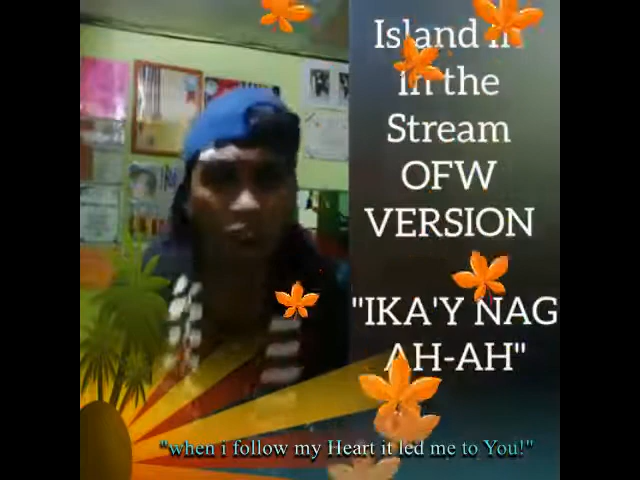 Island in
in the
Stream
OFW
VERSION
"IKA'Y NAG
AH-AH"
"when i follow my Heart it led me to You!"